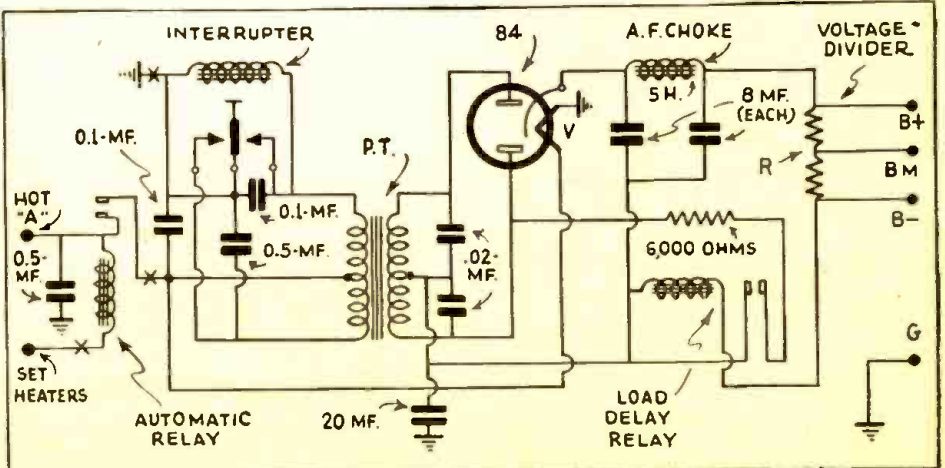 INTERRUPTER
84
A.F. CHOKE
VOLTAGE
DIVIDER
5 H.
8 MF.
(EACH)
B+
0.1-MF.
P.T.
V
R
BM
HOT
"A"
0.1-MF.
B-
0.5-MF.
0.5-
MF.
.02-
MF.
6,000 OHMS
G
SET
HEATERS
AUTOMATIC
RELAY
20 MF.
LOAD
DELAY
RELAY